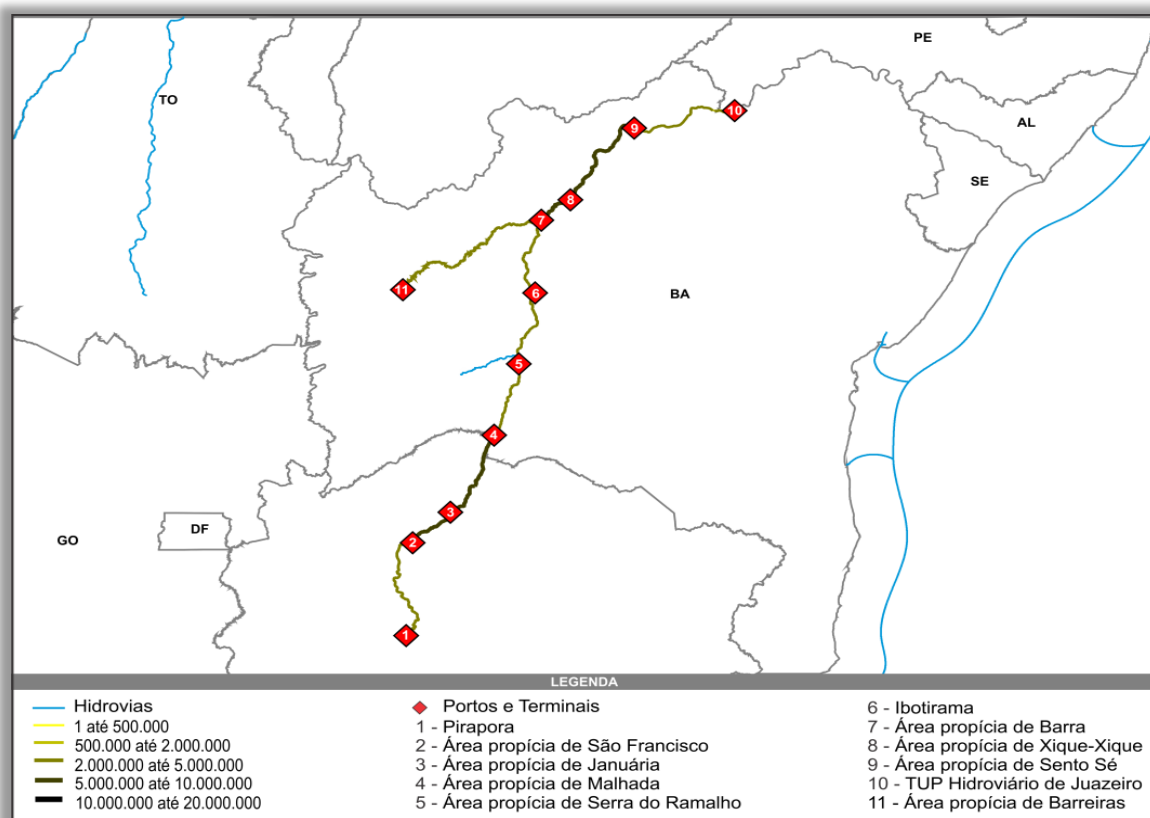 PE
TO
10
AL
9
SE
8
7
11
6
BA
5
4
3
DF
GO
2
1
LEGENDA
Hidrovias
1 até 500.000
500.000 até 2.000.000
2.000.000 até 5.000.000
5.000.000 até 10.000.000
10.000.000 até 20.000.000
Portos e Terminais
1 - Pirapora
2 - Área propícia de São Francisco
3 - Área propícia de Januária
4 - Área propícia de Malhada
5 - Área propícia de Serra do Ramalho
6 - Ibotirama
7 - Área propícia de Barra
8 - Área propícia de Xique-Xique
9 - Área propícia de Sento Sé
10 - TUP Hidroviário de Juazeiro
11 - Área propícia de Barreiras